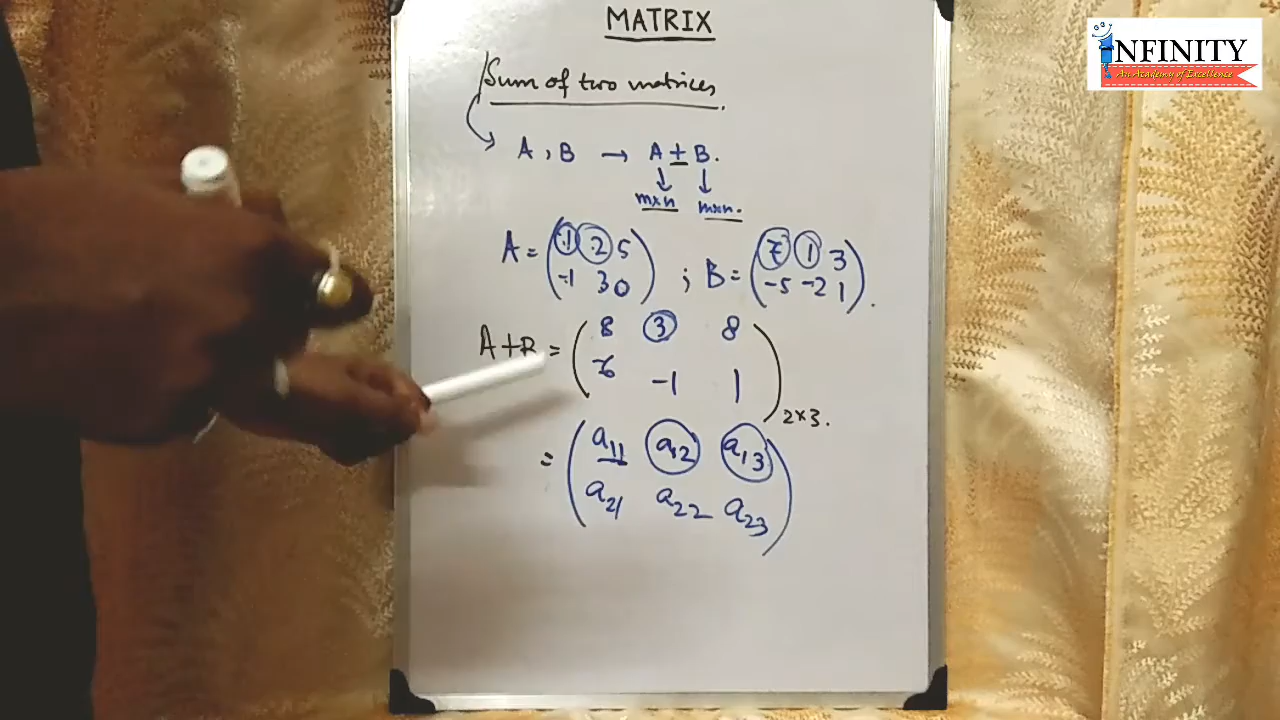 MATRIX
INFINITY
An Academy of Excellence
Sum of two matrices.
A , B → A + B.
↓ ↓
m×n m×n.
A = ( 1 2 5 ; B = ( 7 1 3
-1 3 0 ) -5 -2 1 ) .
A+B = ( 8 3 8
-6 -1 1 ) 2×3.
= ( a11 a12 a13
a21 a22 a23 )